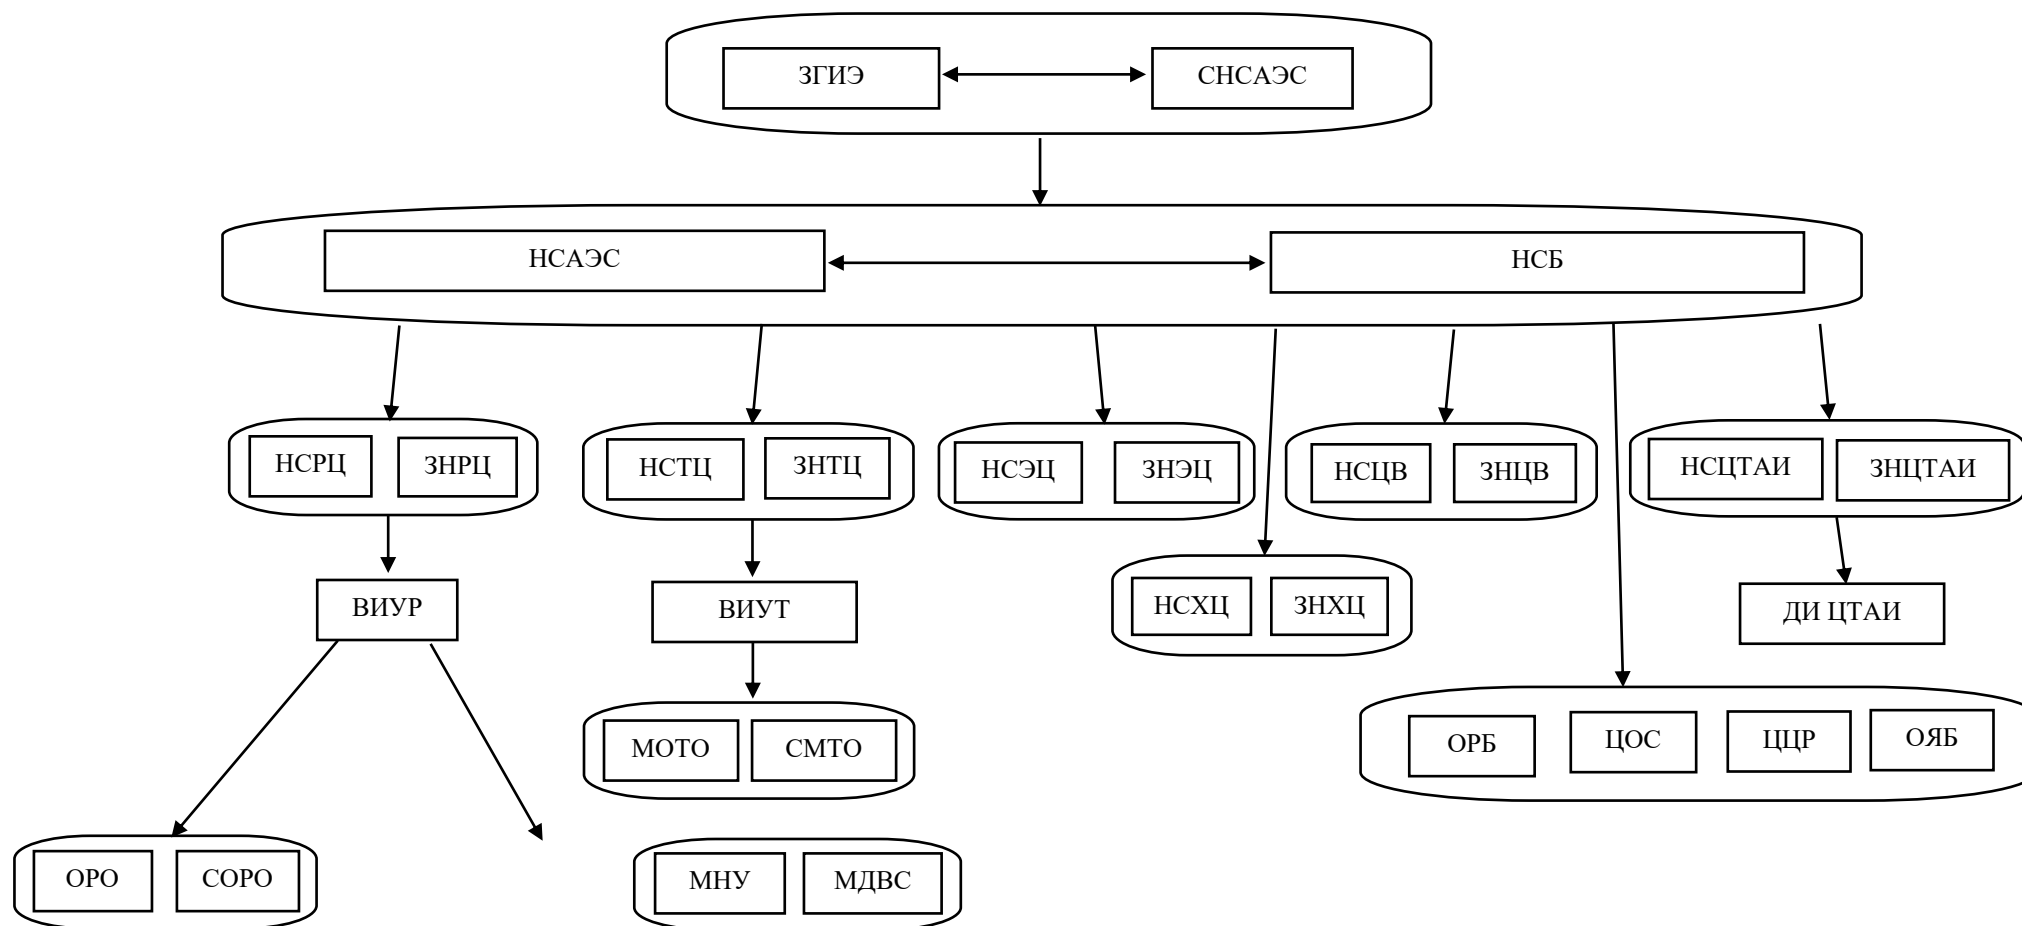 ЗГИЭ
СНСАЭС
НСАЭС
НСБ
НСРЦ
ЗНРЦ
НСТЦ
ЗНТЦ
НСЭЦ
ЗНЭЦ
НСЦВ
ЗНЦВ
НСЦТАИ
ЗНЦТАИ
ВИУР
ВИУТ
НСХЦ
ЗНХЦ
ДИ ЦТАИ
МОТО
СМТО
ОРБ
ЦОС
ЦЦР
ОЯБ
ОРО
СОРО
МНУ
МДВС